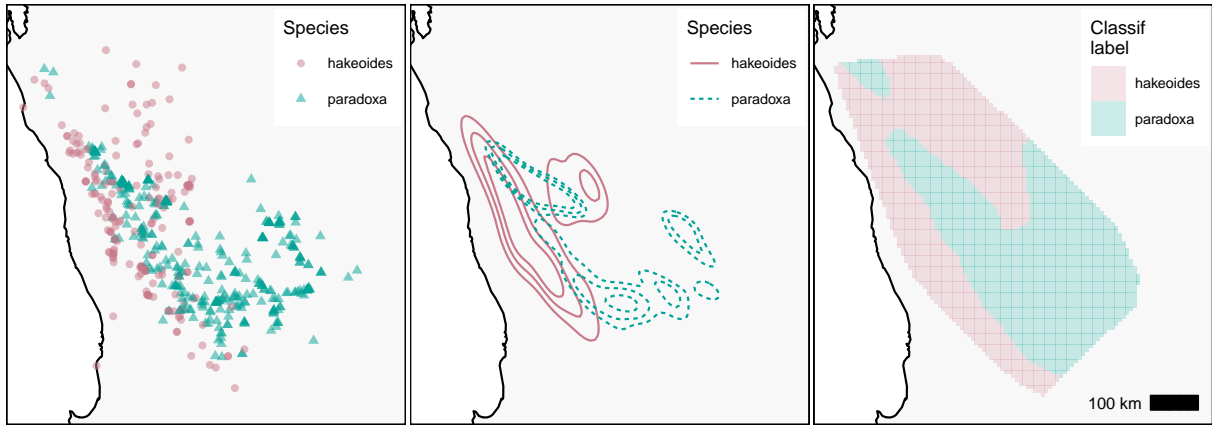 Species
hakeoides
paradoxa
Species
hakeoides
paradoxa
Classif
label
hakeoides
paradoxa
100 km